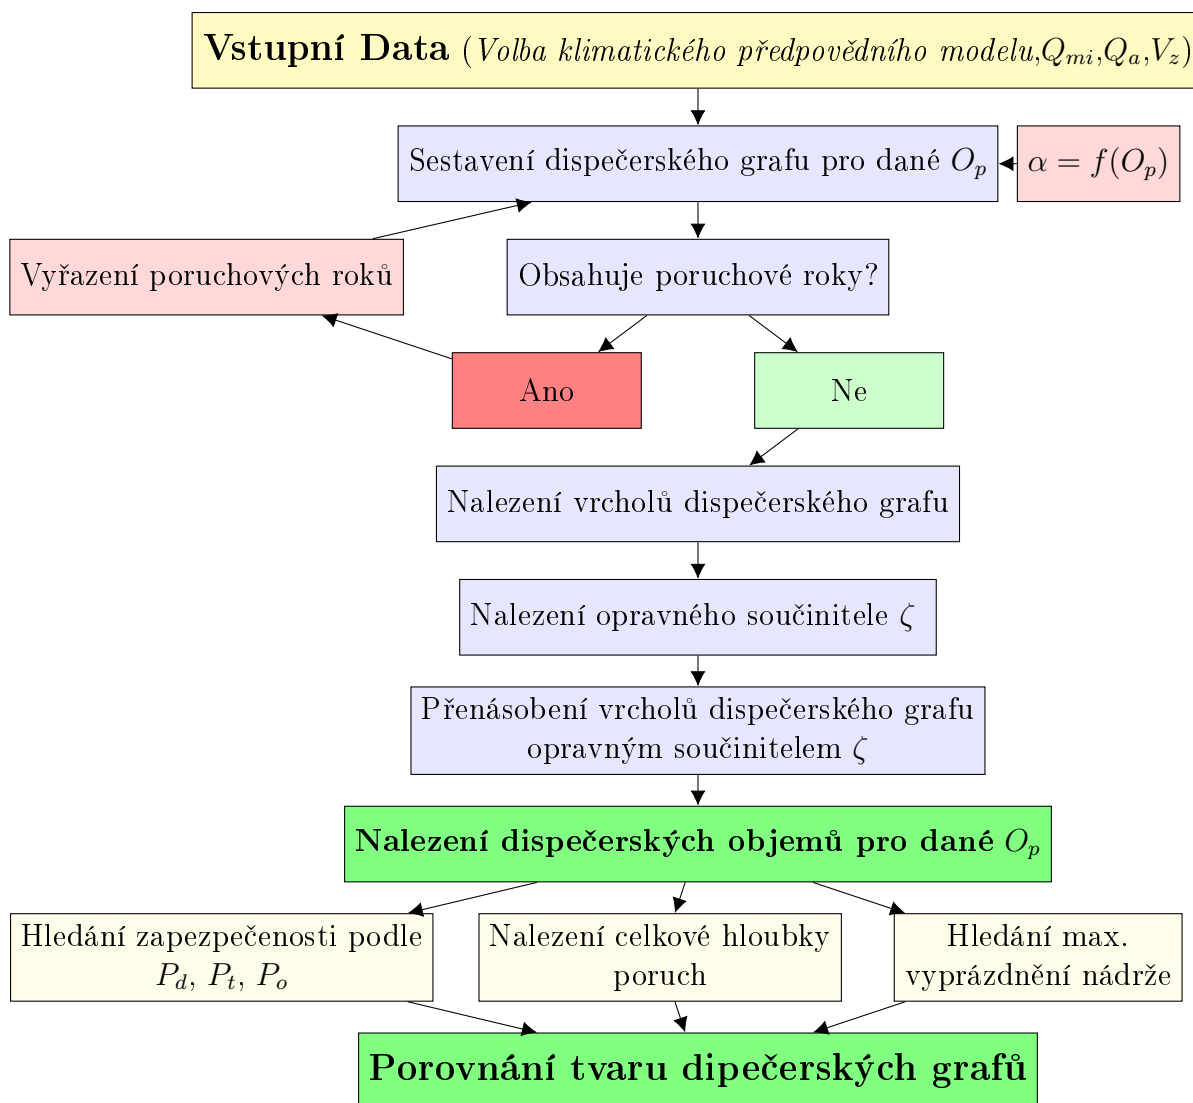 Vstupní Data (Volba klimatického předpovědního modelu,Q_{mi},Q_a,V_z)
Sestavení dispečerského grafu pro dané O_p
α = f(O_p)
Vyřazení poruchových roků
Obsahuje poruchové roky?
Ano
Ne
Nalezení vrcholů dispečerského grafu
Nalezení opravného součinitele ζ
Přenásobení vrcholů dispečerského grafu
opravným součinitelem ζ
Nalezení dispečerských objemů pro dané O_p
Hledání zapezpečenosti podle
P_d, P_t, P_o
Nalezení celkové hloubky
poruch
Hledání max.
vyprázdnění nádrže
Porovnání tvaru dipečerských grafů